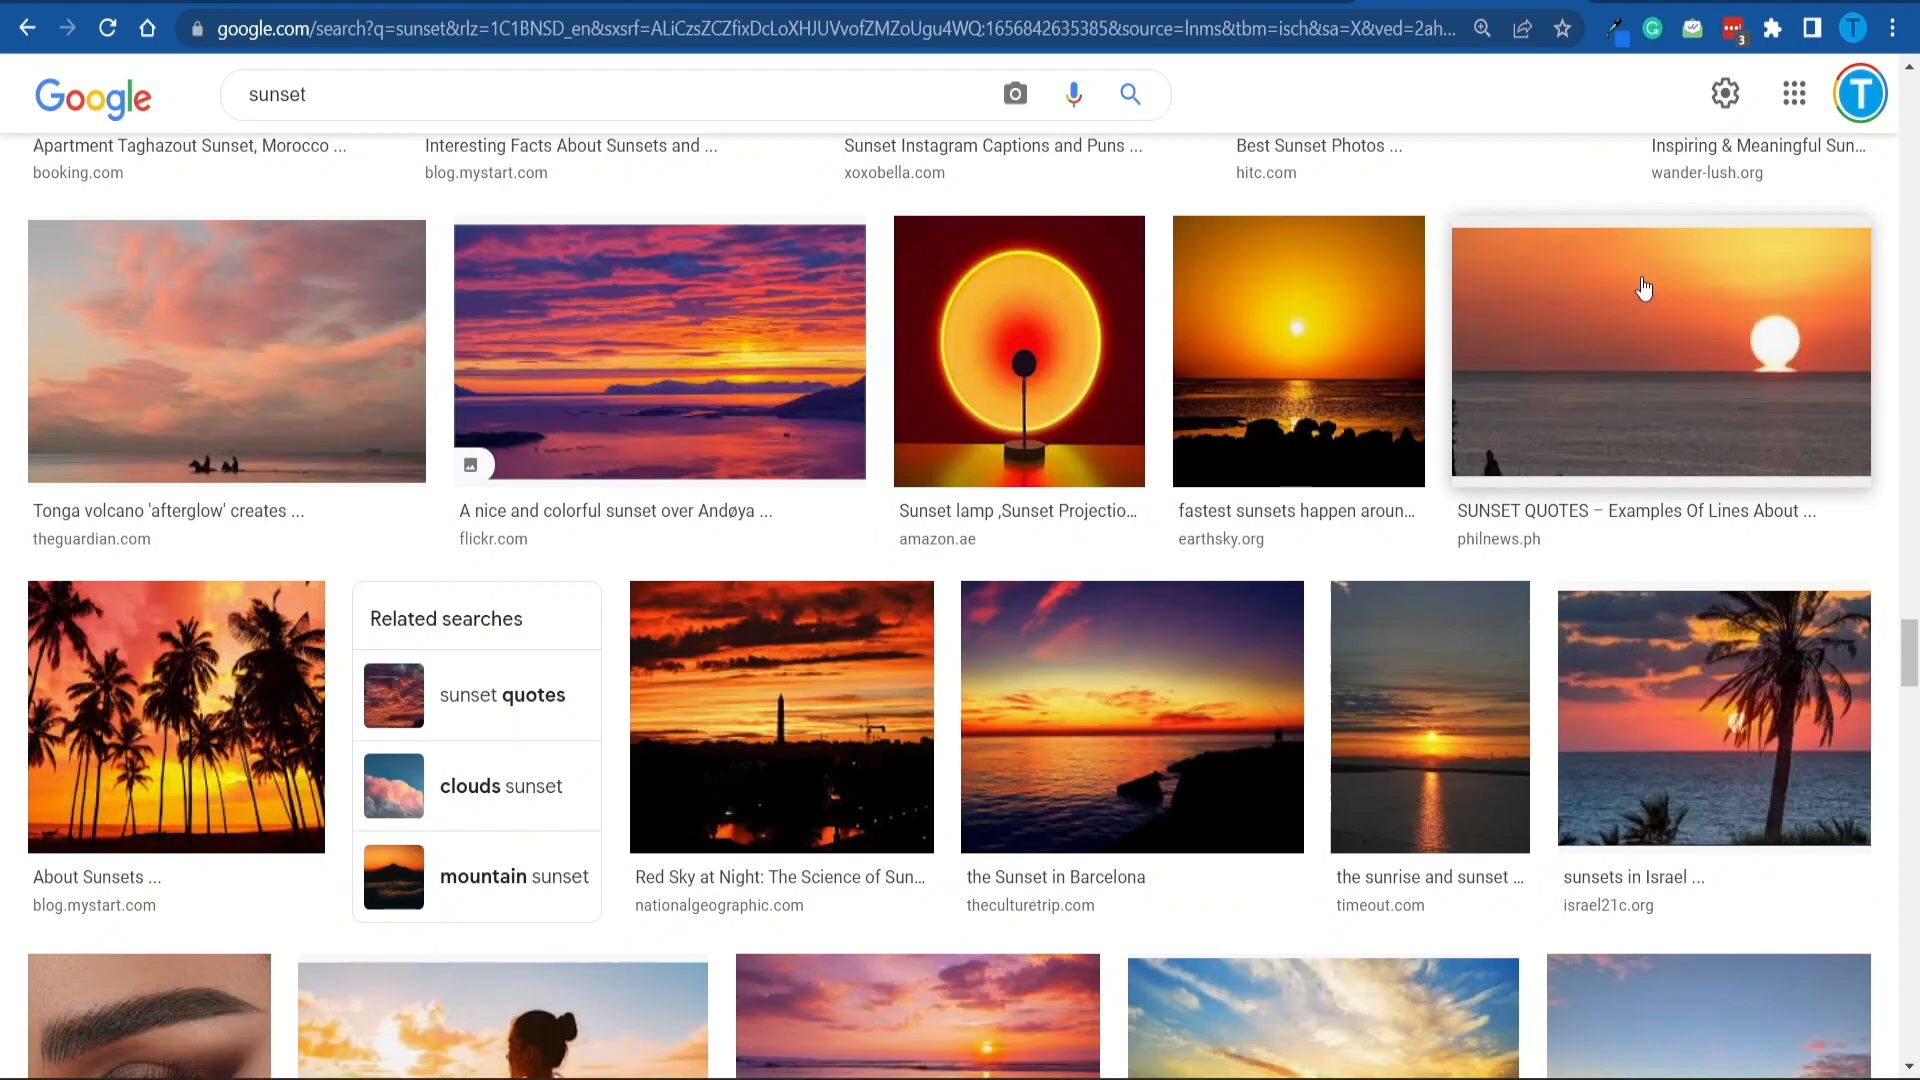 google.com/search?q=sunset&rlz=1C1BNSD_en&sxsrf=ALiCzsZCZfixDcLoXHJUVvofZMZoUgu4WQ:1656842635385&source=lnms&tbm=isch&sa=X&ved=2ah...
3
T
Google
sunset
T
Apartment Taghazout Sunset, Morocco ...
booking.com
Interesting Facts About Sunsets and ...
blog.mystart.com
Sunset Instagram Captions and Puns ...
xoxobella.com
Best Sunset Photos ...
hitc.com
Inspiring & Meaningful Sun...
wander-lush.org
Tonga volcano 'afterglow' creates ...
theguardian.com
A nice and colorful sunset over Andøya ...
flickr.com
Sunset lamp ,Sunset Projectio...
amazon.ae
fastest sunsets happen aroun...
earthsky.org
SUNSET QUOTES – Examples Of Lines About ...
philnews.ph
About Sunsets ...
blog.mystart.com
Related searches
sunset quotes
clouds sunset
mountain sunset
Red Sky at Night: The Science of Sun...
nationalgeographic.com
the Sunset in Barcelona
theculturetrip.com
the sunrise and sunset ...
timeout.com
sunsets in Israel ...
israel21c.org